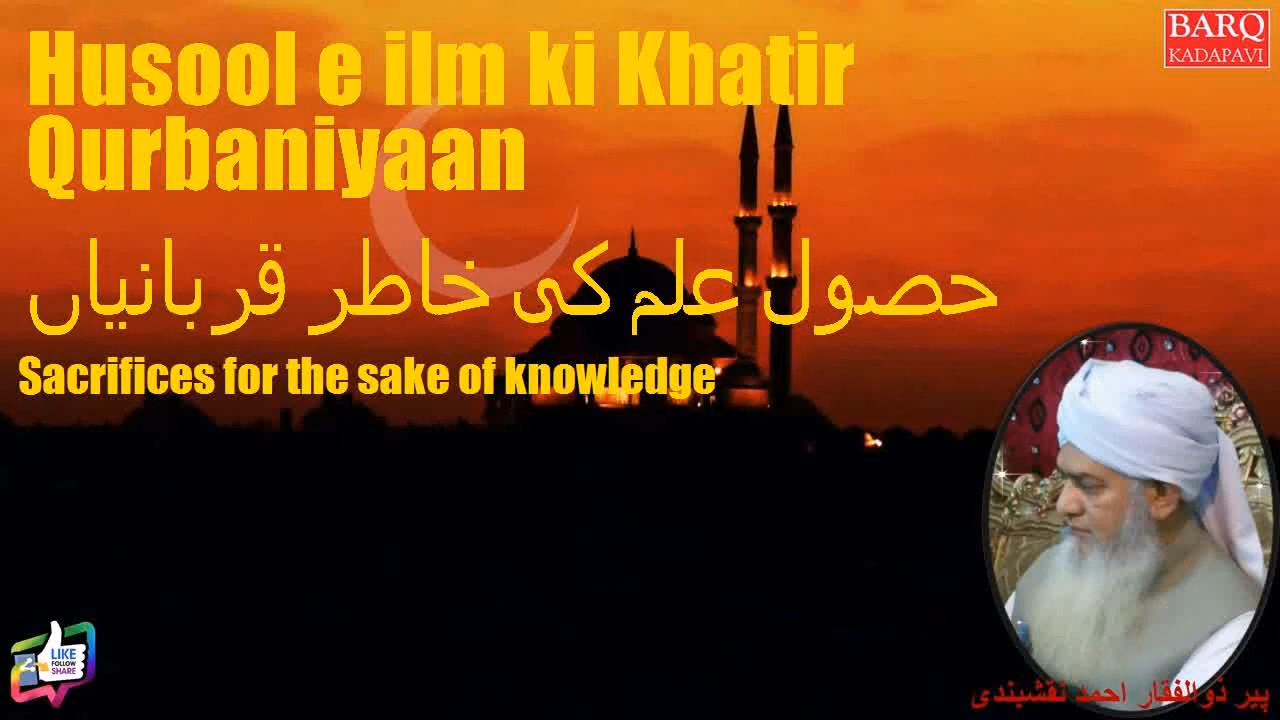 Husool e ilm ki Khatir
Qurbaniyaan
حصول علم کی خاطر قربانیاں
Sacrifices for the sake of knowledge
BARQ
KADAPAVI
LIKE
FOLLOW
SHARE
پیر ذوالفقار احمد نقشبندی